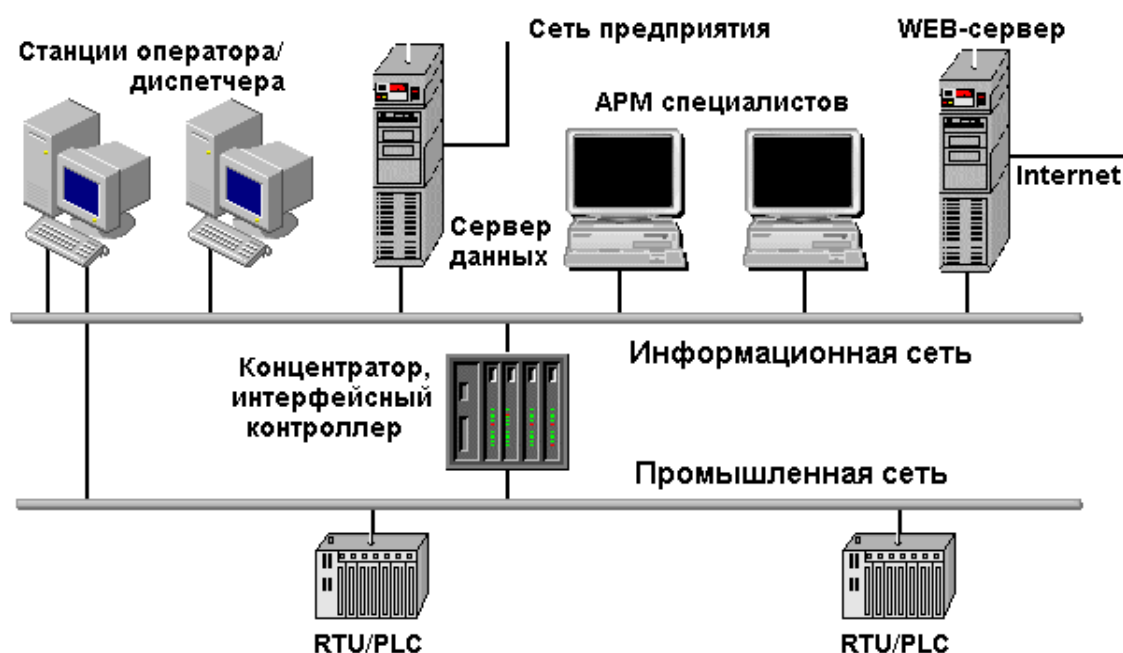 Станции оператора/
диспетчера
Сеть предприятия
WEB-сервер
АРМ специалистов
Internet
Сервер
данных
Информационная сеть
Концентратор,
интерфейсный
контроллер
Промышленная сеть
RTU/PLC
RTU/PLC